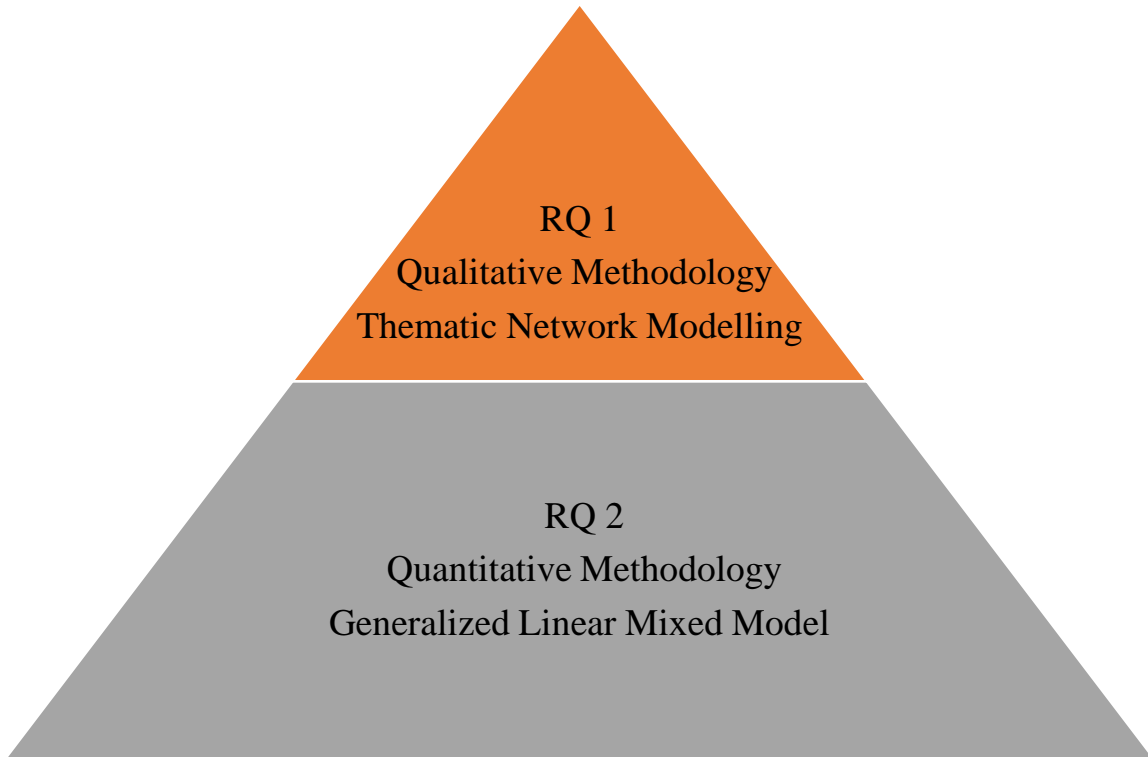 RQ 1
Qualitative Methodology
Thematic Network Modelling
RQ 2
Quantitative Methodology
Generalized Linear Mixed Model